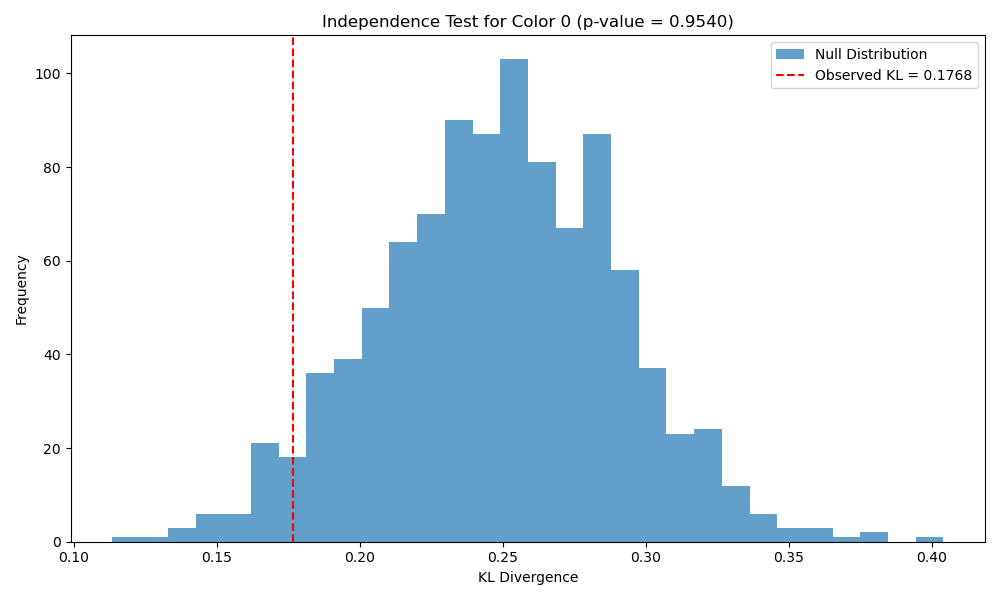 Independence Test for Color 0 (p-value = 0.9540)
Null Distribution
Observed KL = 0.1768
100
80
60
40
20
0
Frequency
0.10 0.15 0.20 0.25 0.30 0.35 0.40
KL Divergence